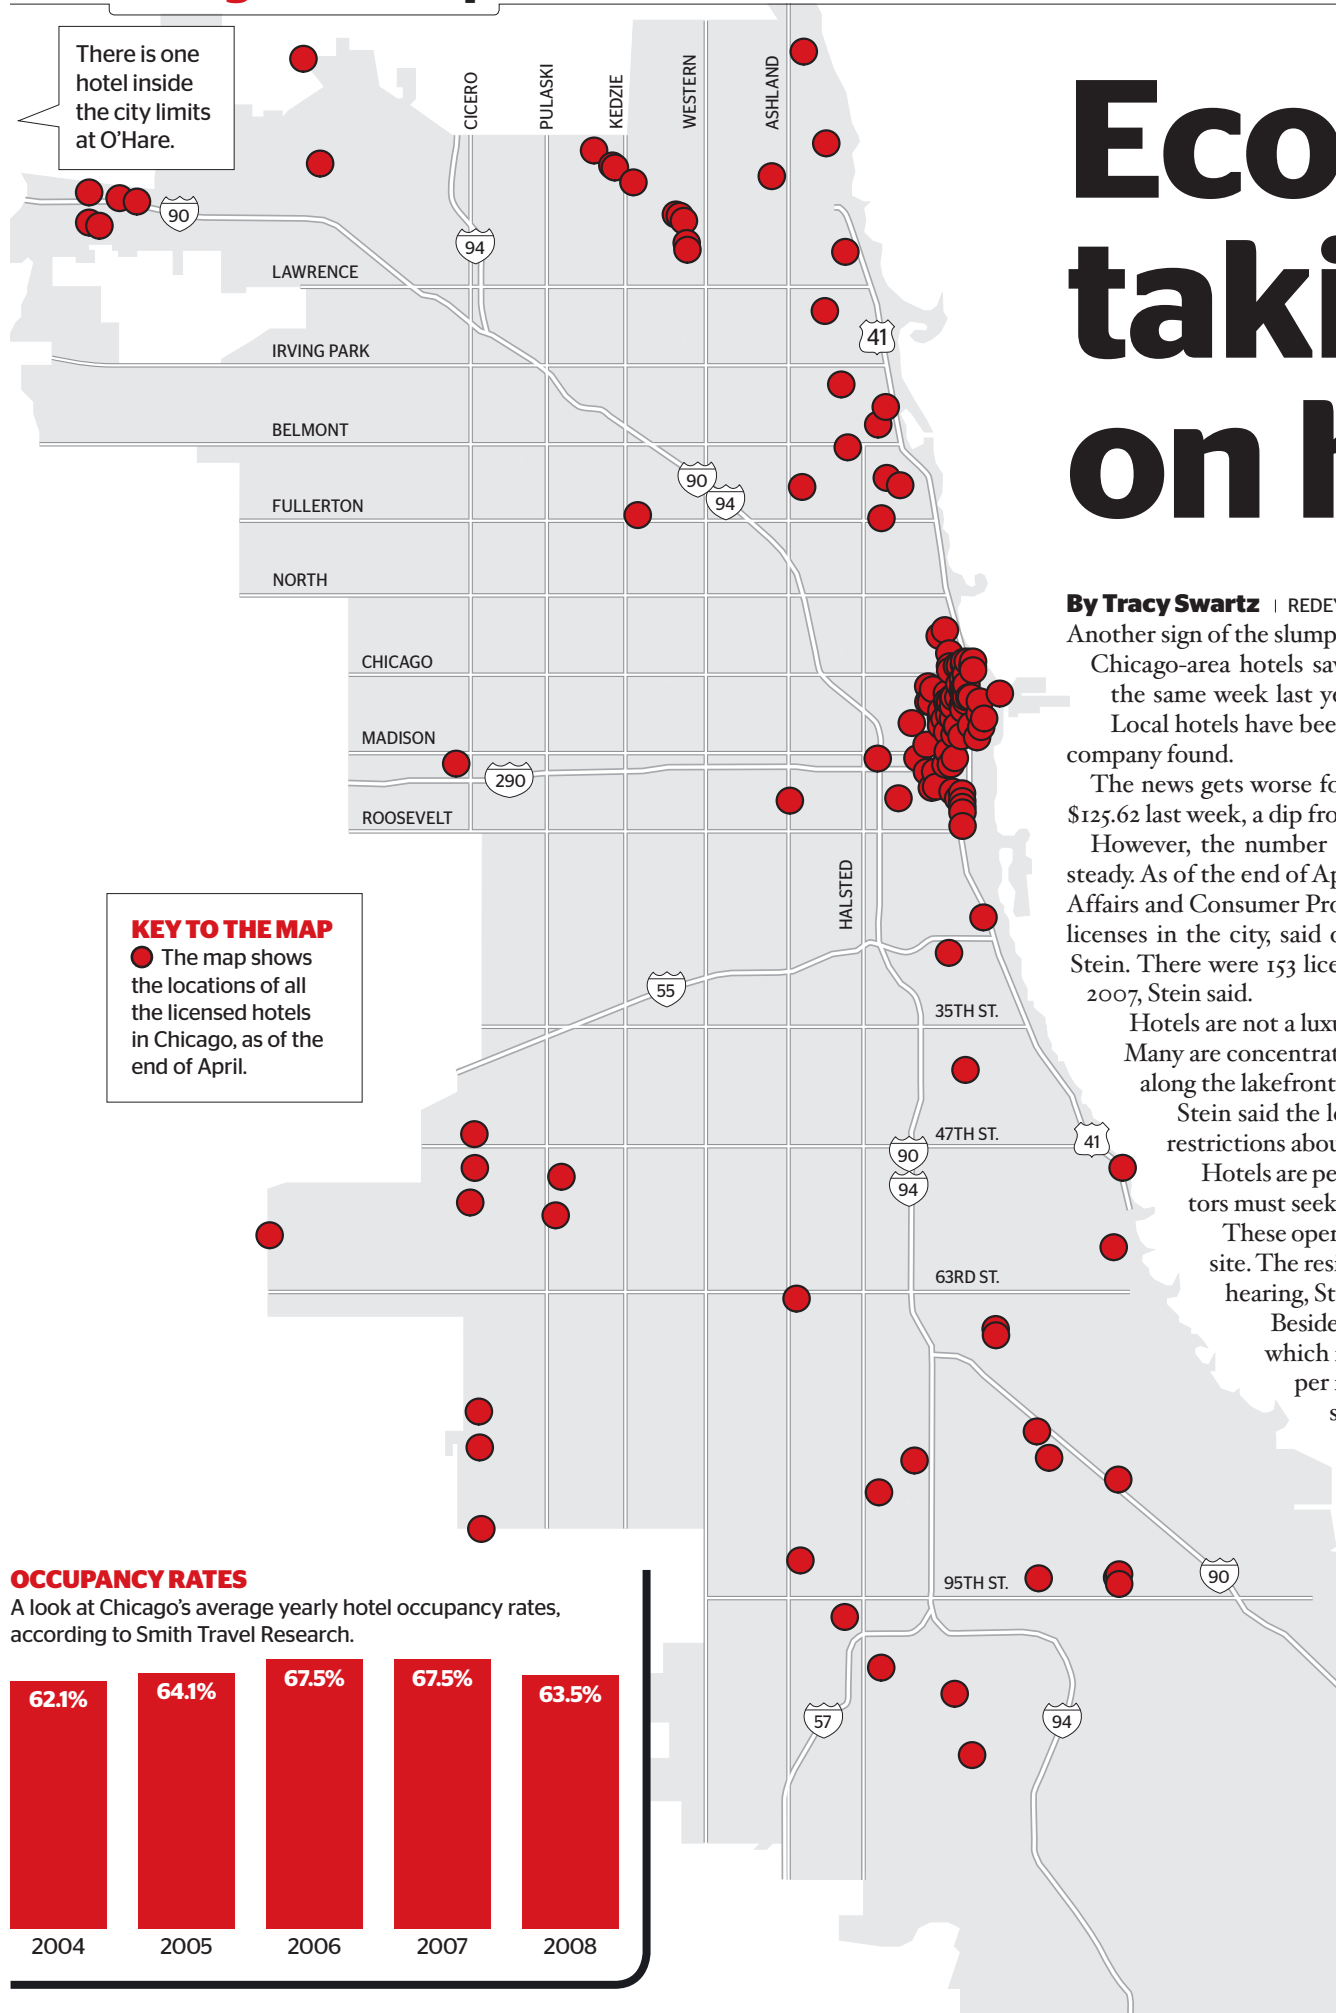 There is one
hotel inside
the city limits
at O’Hare.
CICERO
PULASKI
KEDZIE
WESTERN
ASHLAND
90
94
LAWRENCE
41
IRVING PARK
BELMONT
90
94
FULLERTON
NORTH
CHICAGO
MADISON
290
ROOSEVELT
HALSTED
55
35TH ST.
47TH ST.
90
94
41
63RD ST.
95TH ST.
90
57
94
KEY TO THE MAP
The map shows
the locations of all
the licensed hotels
in Chicago, as of the
end of April.
OCCUPANCY RATES
A look at Chicago’s average yearly hotel occupancy rates,
according to Smith Travel Research.
62.1%
64.1%
67.5%
67.5%
63.5%
2004
2005
2006
2007
2008
Eco
taki
on h
By Tracy Swartz | REDEY
Another sign of the slump
Chicago-area hotels sav
the same week last ye
Local hotels have bee
company found.
The news gets worse fo
$125.62 last week, a dip fro
However, the number
steady. As of the end of Ap
Affairs and Consumer Pro
licenses in the city, said
Stein. There were 153 lice
2007, Stein said.
Hotels are not a luxu
Many are concentrat
along the lakefront
Stein said the lo
restrictions abou
Hotels are pe
tors must seek
These oper
site. The resi
hearing, St
Beside
which
per
s